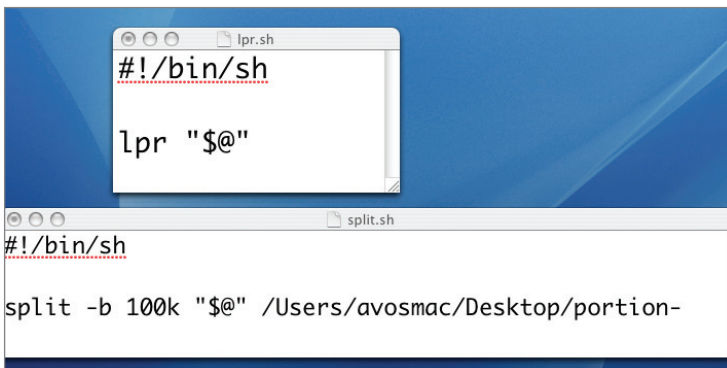 lpr.sh
#!/bin/sh
lpr "$@"
split.sh
#!/bin/sh
split -b 100k "$@" /Users/avosmac/Desktop/portion-